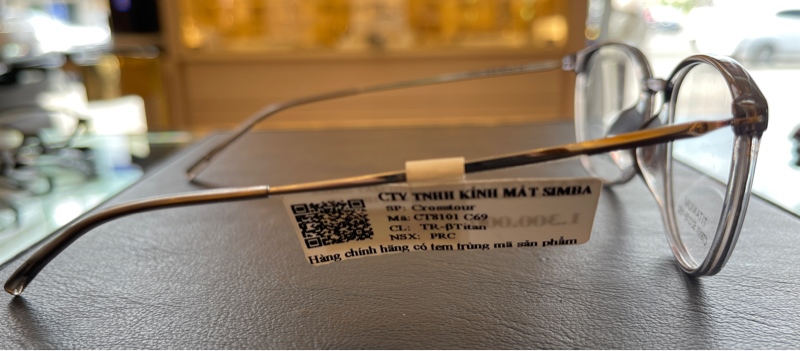 CTY TNHH KÍNH MẮT SIMBA
SP: Crosstour
Mã: CT8101 C69
CL: TR-βTitan
NSX: PRC
Hàng chính hãng có tem trùng mã sản phẩm